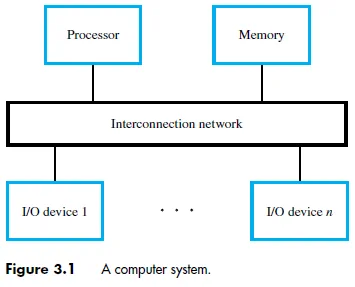 Processor Memory
Interconnection network
I/O device 1 . . . I/O device n
Figure 3.1 A computer system.